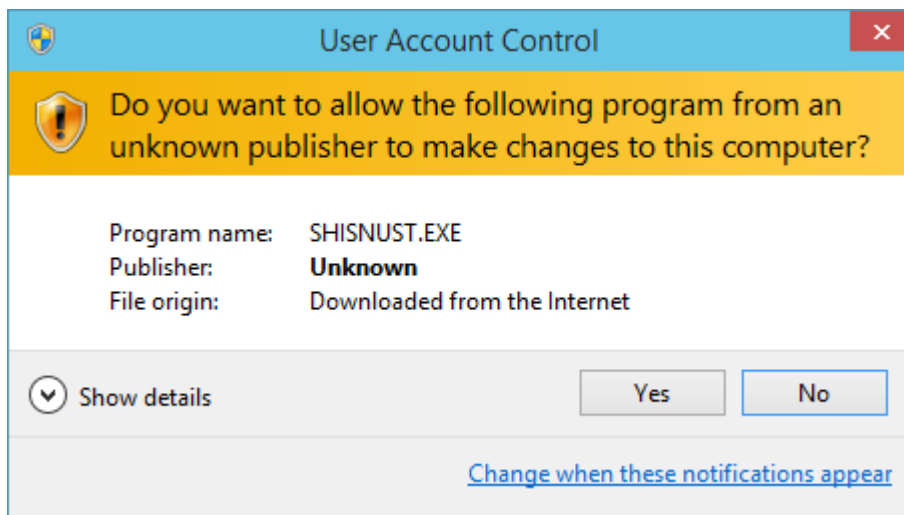 User Account Control
Do you want to allow the following program from an
unknown publisher to make changes to this computer?
Program name: SHISNUST.EXE
Publisher: Unknown
File origin: Downloaded from the Internet
Show details
Yes
No
Change when these notifications appear